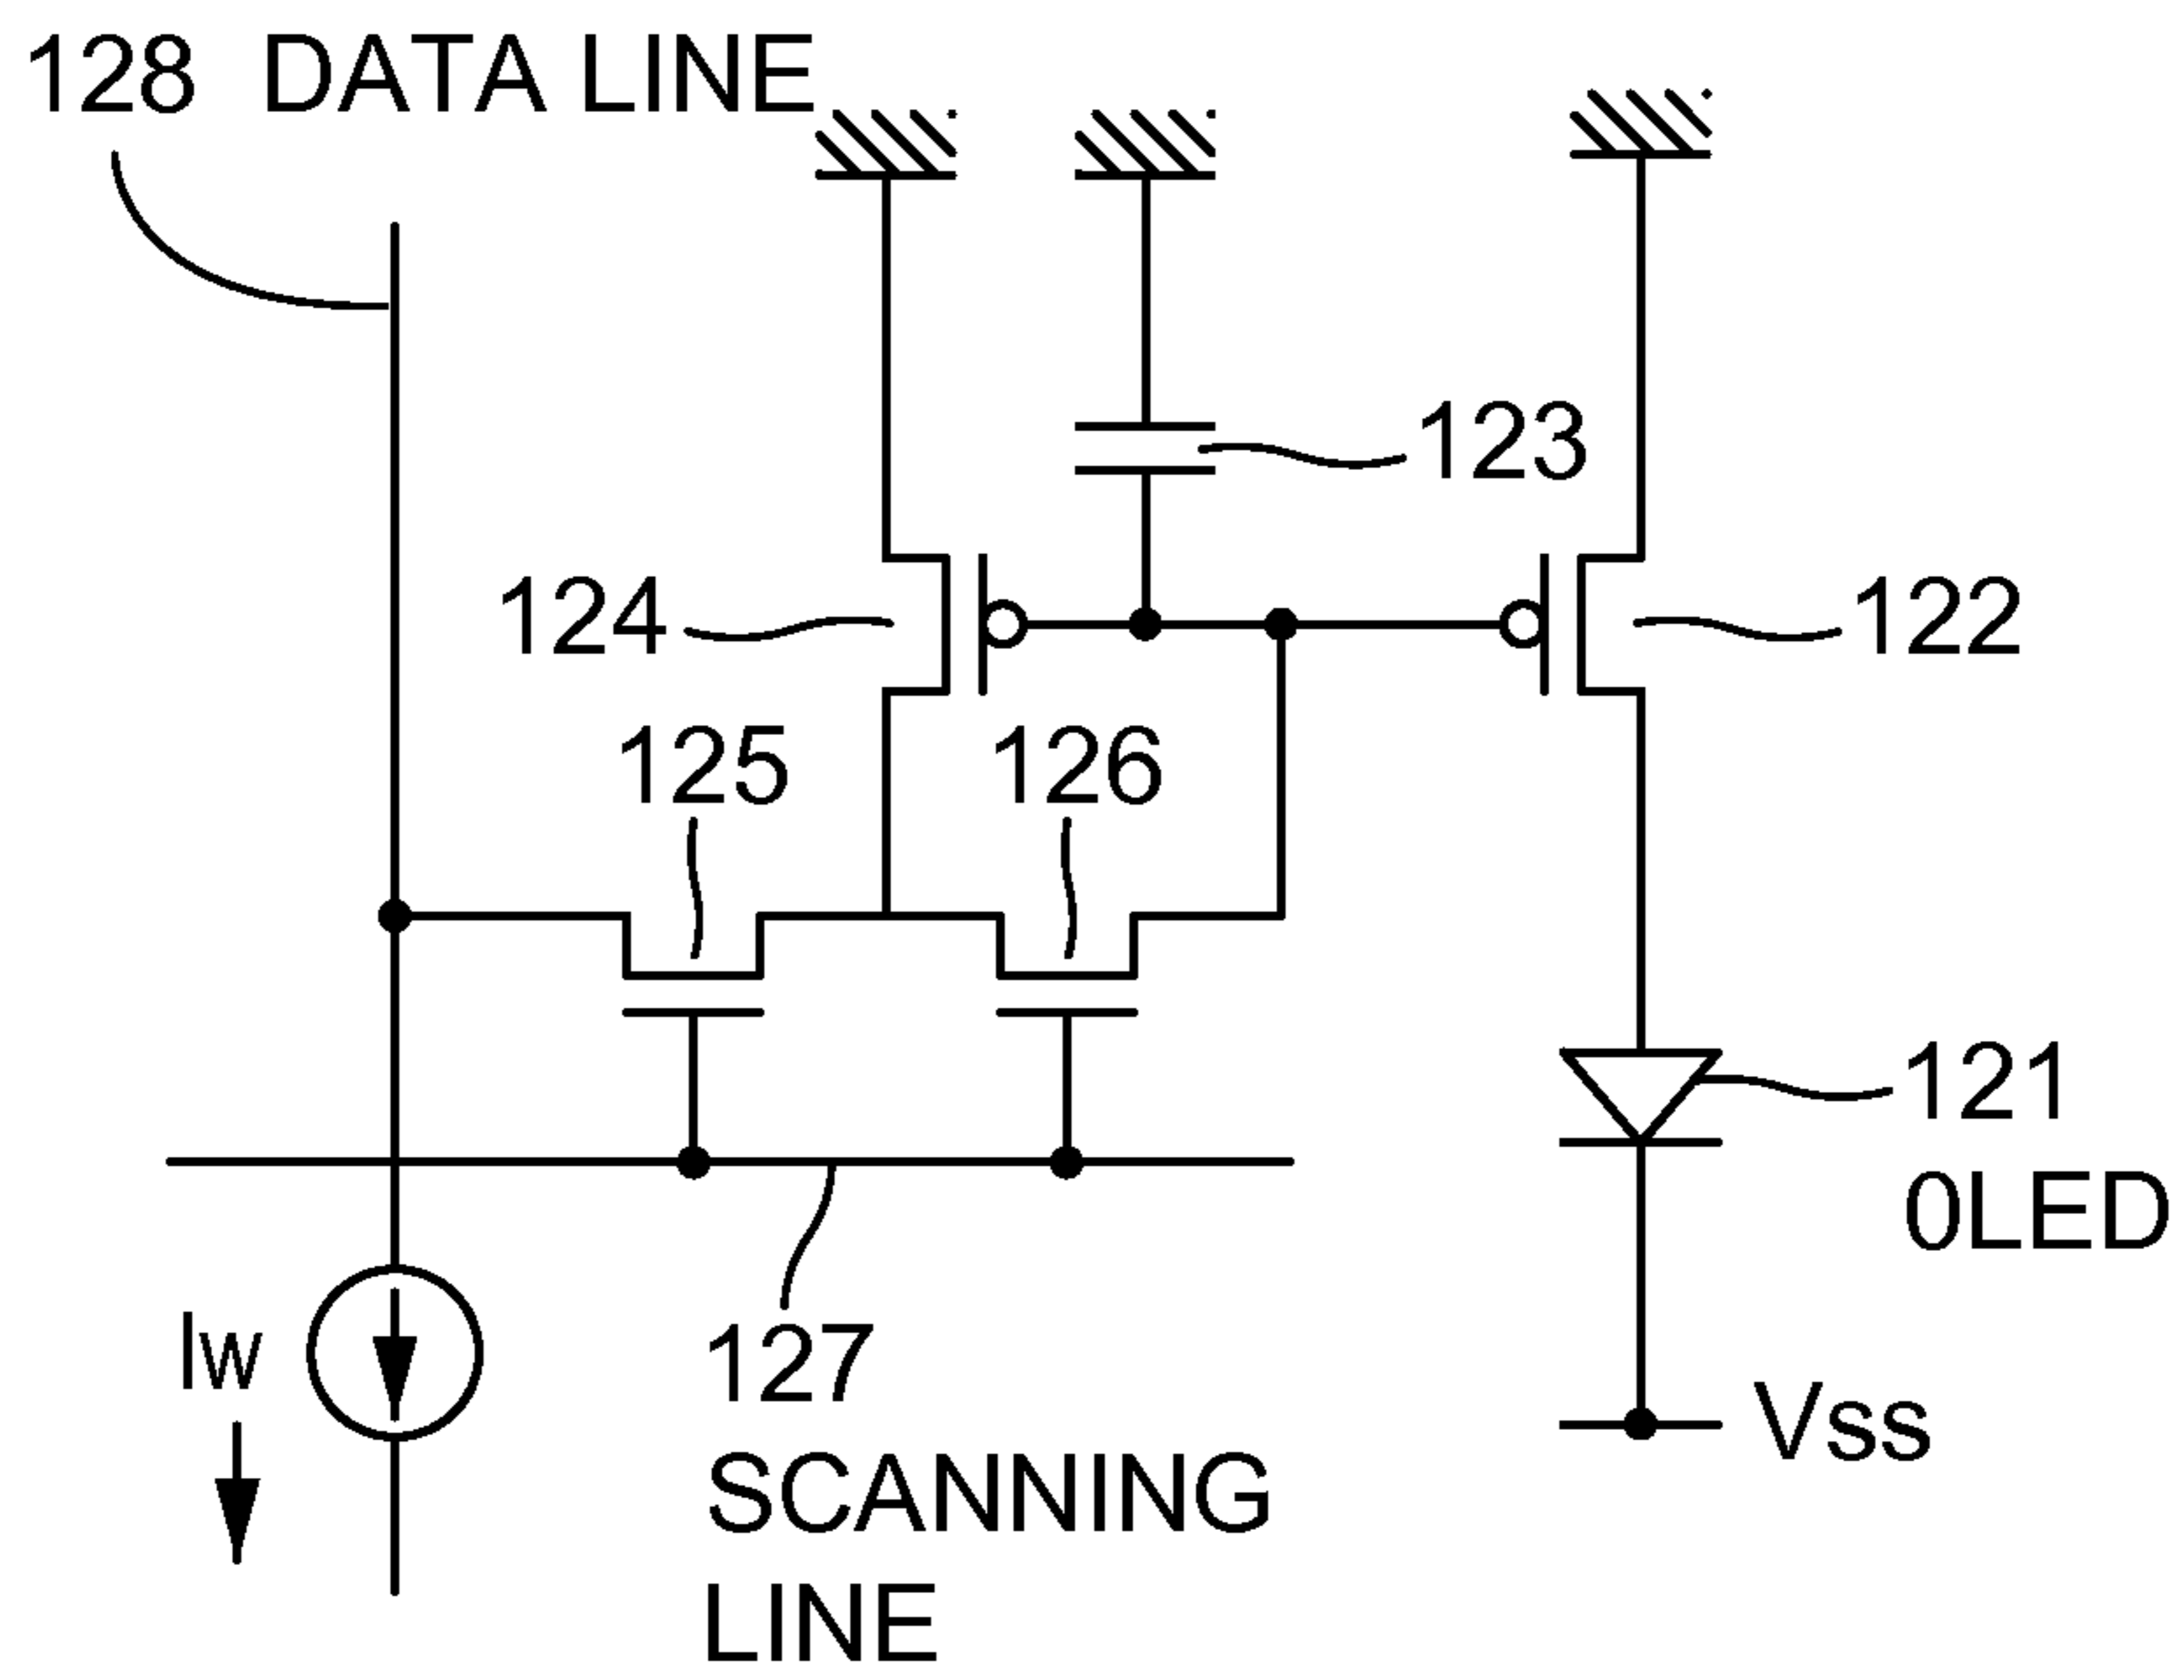 128 DATA LINE
123
124
122
125
126
121
0LED
Iw
127
SCANNING
LINE
Vss